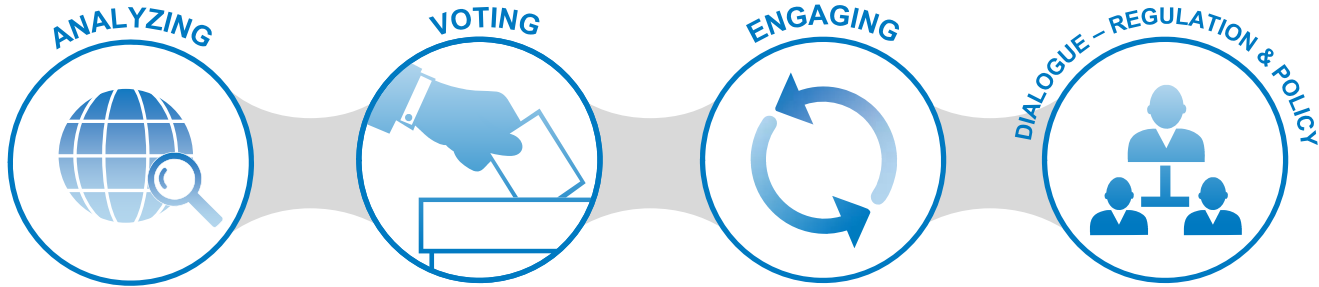 ANALYZING
VOTING
ENGAGING
DIALOGUE – REGULATION & POLICY